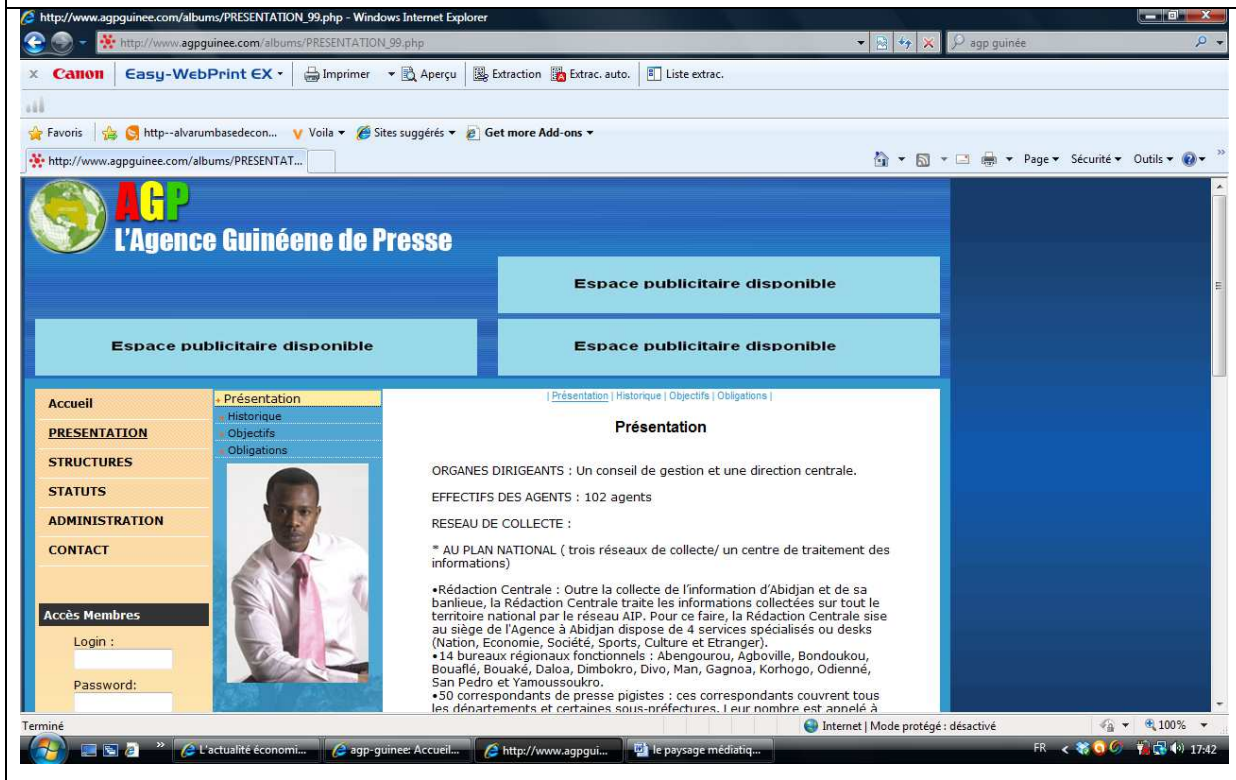 http://www.agpguinee.com/albums/PRESENTATION_99.php - Windows Internet Explorer
http://www.agpguinee.com/albums/PRESENTATION_99.php
agp guinée
x Canon Easy-WebPrint EX Imprimer Aperçu Extraction Extrac. auto. Liste extrac.
Favoris http--alvarumbasedecon... Voila Sites suggérés Get more Add-ons
http://www.agpguinee.com/albums/PRESENTAT...
Page Sécurité Outils
AGP
L'Agence Guinéene de Presse
Espace publicitaire disponible
Espace publicitaire disponible
Espace publicitaire disponible
Accueil
PRESENTATION
STRUCTURES
STATUTS
ADMINISTRATION
CONTACT
Accès Membres
Login :
Password:
Présentation
Historique
Objectifs
Obligations
| Présentation | Historique | Objectifs | Obligations |
Présentation
ORGANES DIRIGEANTS : Un conseil de gestion et une direction centrale.
EFFECTIFS DES AGENTS : 102 agents
RESEAU DE COLLECTE :
* AU PLAN NATIONAL ( trois réseaux de collecte/ un centre de traitement des
informations)
•Rédaction Centrale : Outre la collecte de l'information d'Abidjan et de sa
banlieue, la Rédaction Centrale traite les informations collectées sur tout le
territoire national par le réseau AIP. Pour ce faire, la Rédaction Centrale sise
au siège de l'Agence à Abidjan dispose de 4 services spécialisés ou desks
(Nation, Economie, Société, Sports, Culture et Etranger).
•14 bureaux régionaux fonctionnels : Abengourou, Agboville, Bondoukou,
Bouaflé, Bouaké, Daloa, Dimbokro, Divo, Man, Gagnoa, Korhogo, Odienné,
San Pedro et Yamoussoukro.
•50 correspondants de presse pigistes : ces correspondants couvrent tous
les départements et certaines sous-préfectures. Leur nombre est appelé à
Terminé
Internet | Mode protégé : désactivé
100%
L'actualité économi... agp-guinee: Accueil... http://www.agpgui... le paysage médiatiq...
FR
17:42